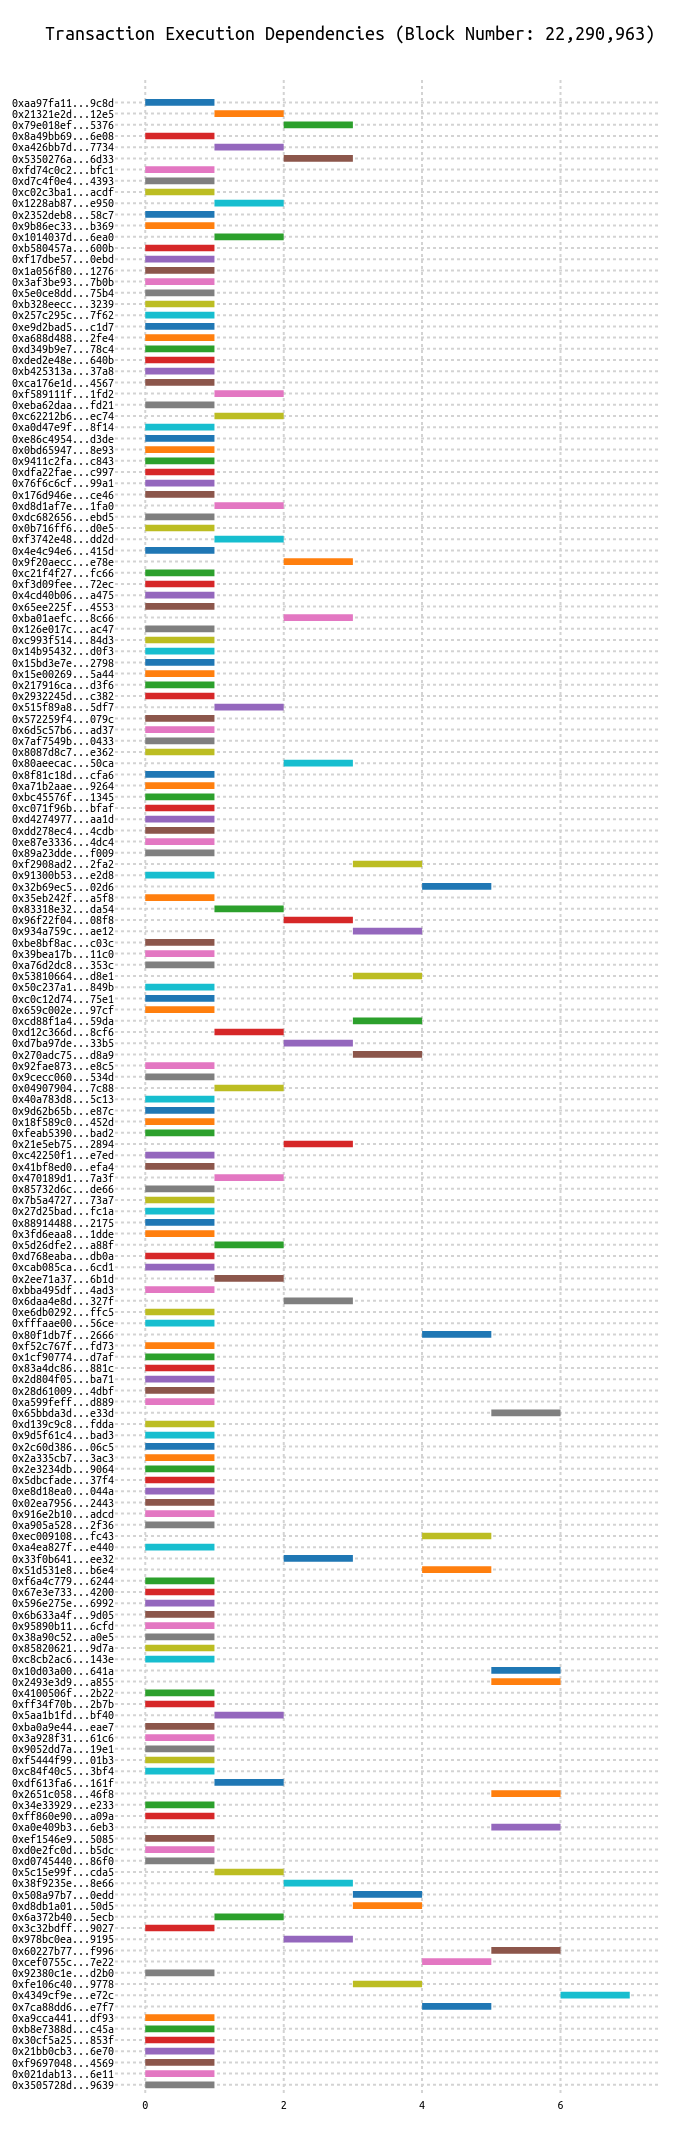 Transaction Execution Dependencies (Block Number: 22,290,963)
0xaa97fa11...9c8d
0x21321e2d...12e5
0x79e018ef...5376
0x8a49bb69...6e08
0xa426bb7d...7734
0x5350276a...6d33
0xfd74c0c2...bfc1
0xd7c4f0e4...4393
0xc02c3ba1...acdf
0x1228ab87...e950
0x2352deb8...58c7
0x9b86ec33...b369
0x1014037d...6ea0
0xb580457a...600b
0xf17dbe57...0ebd
0x1a056f80...1276
0x3af3be93...7b0b
0x5e0ce8dd...75b4
0xb328eecc...3239
0x257c295c...7f62
0xe9d2bad5...c1d7
0xa688d488...2fe4
0xd349b9e7...78c4
0xded2e48e...640b
0xb425313a...37a8
0xca176e1d...4567
0xf589111f...1fd2
0xeba62daa...fd21
0xc62212b6...ec74
0xa0d47e9f...8f14
0xe86c4954...d3de
0x0bd65947...8e93
0x9411c2fa...c843
0xdfa22fae...c997
0x76f6c6cf...99a1
0x176d946e...ce46
0xd8d1af7e...1fa0
0xdc682656...ebd5
0x0b716ff6...d0e5
0xf3742e48...dd2d
0x4e4c94e6...415d
0x9f20aecc...e78e
0xc21f4f27...fc66
0xf3d09fee...72ec
0x4cd40b06...a475
0x65ee225f...4553
0xba01aefc...8c66
0x126e017c...ac47
0xc993f514...84d3
0x14b95432...d0f3
0x15bd3e7e...2798
0x15e00269...5a44
0x217916ca...d3f6
0x2932245d...c382
0x515f89a8...5df7
0x572259f4...079c
0x6d5c57b6...ad37
0x7af7549b...0433
0x8087d8c7...e362
0x80aeecac...50ca
0x8f81c18d...cfa6
0xa71b2aae...9264
0xbc45576f...1345
0xc071f96b...bfaf
0xd4274977...aa1d
0xdd278ec4...4cdb
0xe87e3336...4dc4
0x89a23dde...f009
0xf2908ad2...2fa2
0x91300b53...e2d8
0x32b69ec5...02d6
0x35eb242f...a5f8
0x83318e32...da54
0x96f22f04...08f8
0x934a759c...ae12
0xbe8bf8ac...c03c
0x39bea17b...11c0
0xa76d2dc8...353c
0x53810664...d8e1
0x50c237a1...849b
0xc0c12d74...75e1
0x659c002e...97cf
0xcd88f1a4...59da
0xd12c366d...8cf6
0xd7ba97de...33b5
0x270adc75...d8a9
0x92fae873...e8c5
0x9cecc060...534d
0x04907904...7c88
0x40a783d8...5c13
0x9d62b65b...e87c
0x18f589c0...452d
0xfeab5390...bad2
0x21e5eb75...2894
0xc42250f1...e7ed
0x41bf8ed0...efa4
0x470189d1...7a3f
0x85732d6c...de66
0x7b5a4727...73a7
0x27d25bad...fc1a
0x88914488...2175
0x3fd6eaa8...1dde
0x5d26dfe2...a88f
0xd768eaba...db0a
0xcab085ca...6cd1
0x2ee71a37...6b1d
0xbba495df...4ad3
0x6daa4e8d...327f
0xe6db0292...ffc5
0xfffaae00...56ce
0x80f1db7f...2666
0xf52c767f...fd73
0x1cf90774...d7af
0x83a4dc86...881c
0x2d804f05...ba71
0x28d61009...4dbf
0xa599feff...d889
0x65bbda3d...e33d
0xd139c9c8...fdda
0x9d5f61c4...bad3
0x2c60d386...06c5
0x2a335cb7...3ac3
0x2e3234db...9064
0x5dbcfade...37f4
0xe8d18ea0...044a
0x02ea7956...2443
0x916e2b10...adcd
0xa905a528...2f36
0xec009108...fc43
0xa4ea827f...e440
0x33f0b641...ee32
0x51d531e8...b6e4
0xf6a4c779...6244
0x67e3e733...4200
0x596e275e...6992
0x6b633a4f...9d05
0x95890b11...6cfd
0x38a90c52...a0e5
0x85820621...9d7a
0xc8cb2ac6...143e
0x10d03a00...641a
0x2493e3d9...a855
0x4100506f...2b22
0xff34f70b...2b7b
0x5aa1b1fd...bf40
0xba0a9e44...eae7
0x3a928f31...61c6
0x9052dd7a...19e1
0xf5444f99...01b3
0xc84f40c5...3bf4
0xdf613fa6...161f
0x2651c058...46f8
0x34e33929...e233
0xff860e90...a09a
0xa0e409b3...6eb3
0xef1546e9...5085
0xd0e2fc0d...b5dc
0xd0745440...86f0
0x5c15e99f...cda5
0x38f9235e...8e66
0x508a97b7...0edd
0xd8db1a01...50d5
0x6a372b40...5ecb
0x3c32bdff...9027
0x978bc0ea...9195
0x60227b77...f996
0xcef0755c...7e22
0x92380c1e...d2b0
0xfe106c40...9778
0x4349cf9e...e72c
0x7ca88dd6...e7f7
0xa9cca441...df93
0xb8e7388d...c45a
0x30cf5a25...853f
0x21bb0cb3...6e70
0xf9697048...4569
0x021dab13...6e11
0x3505728d...9639
0 2 4 6